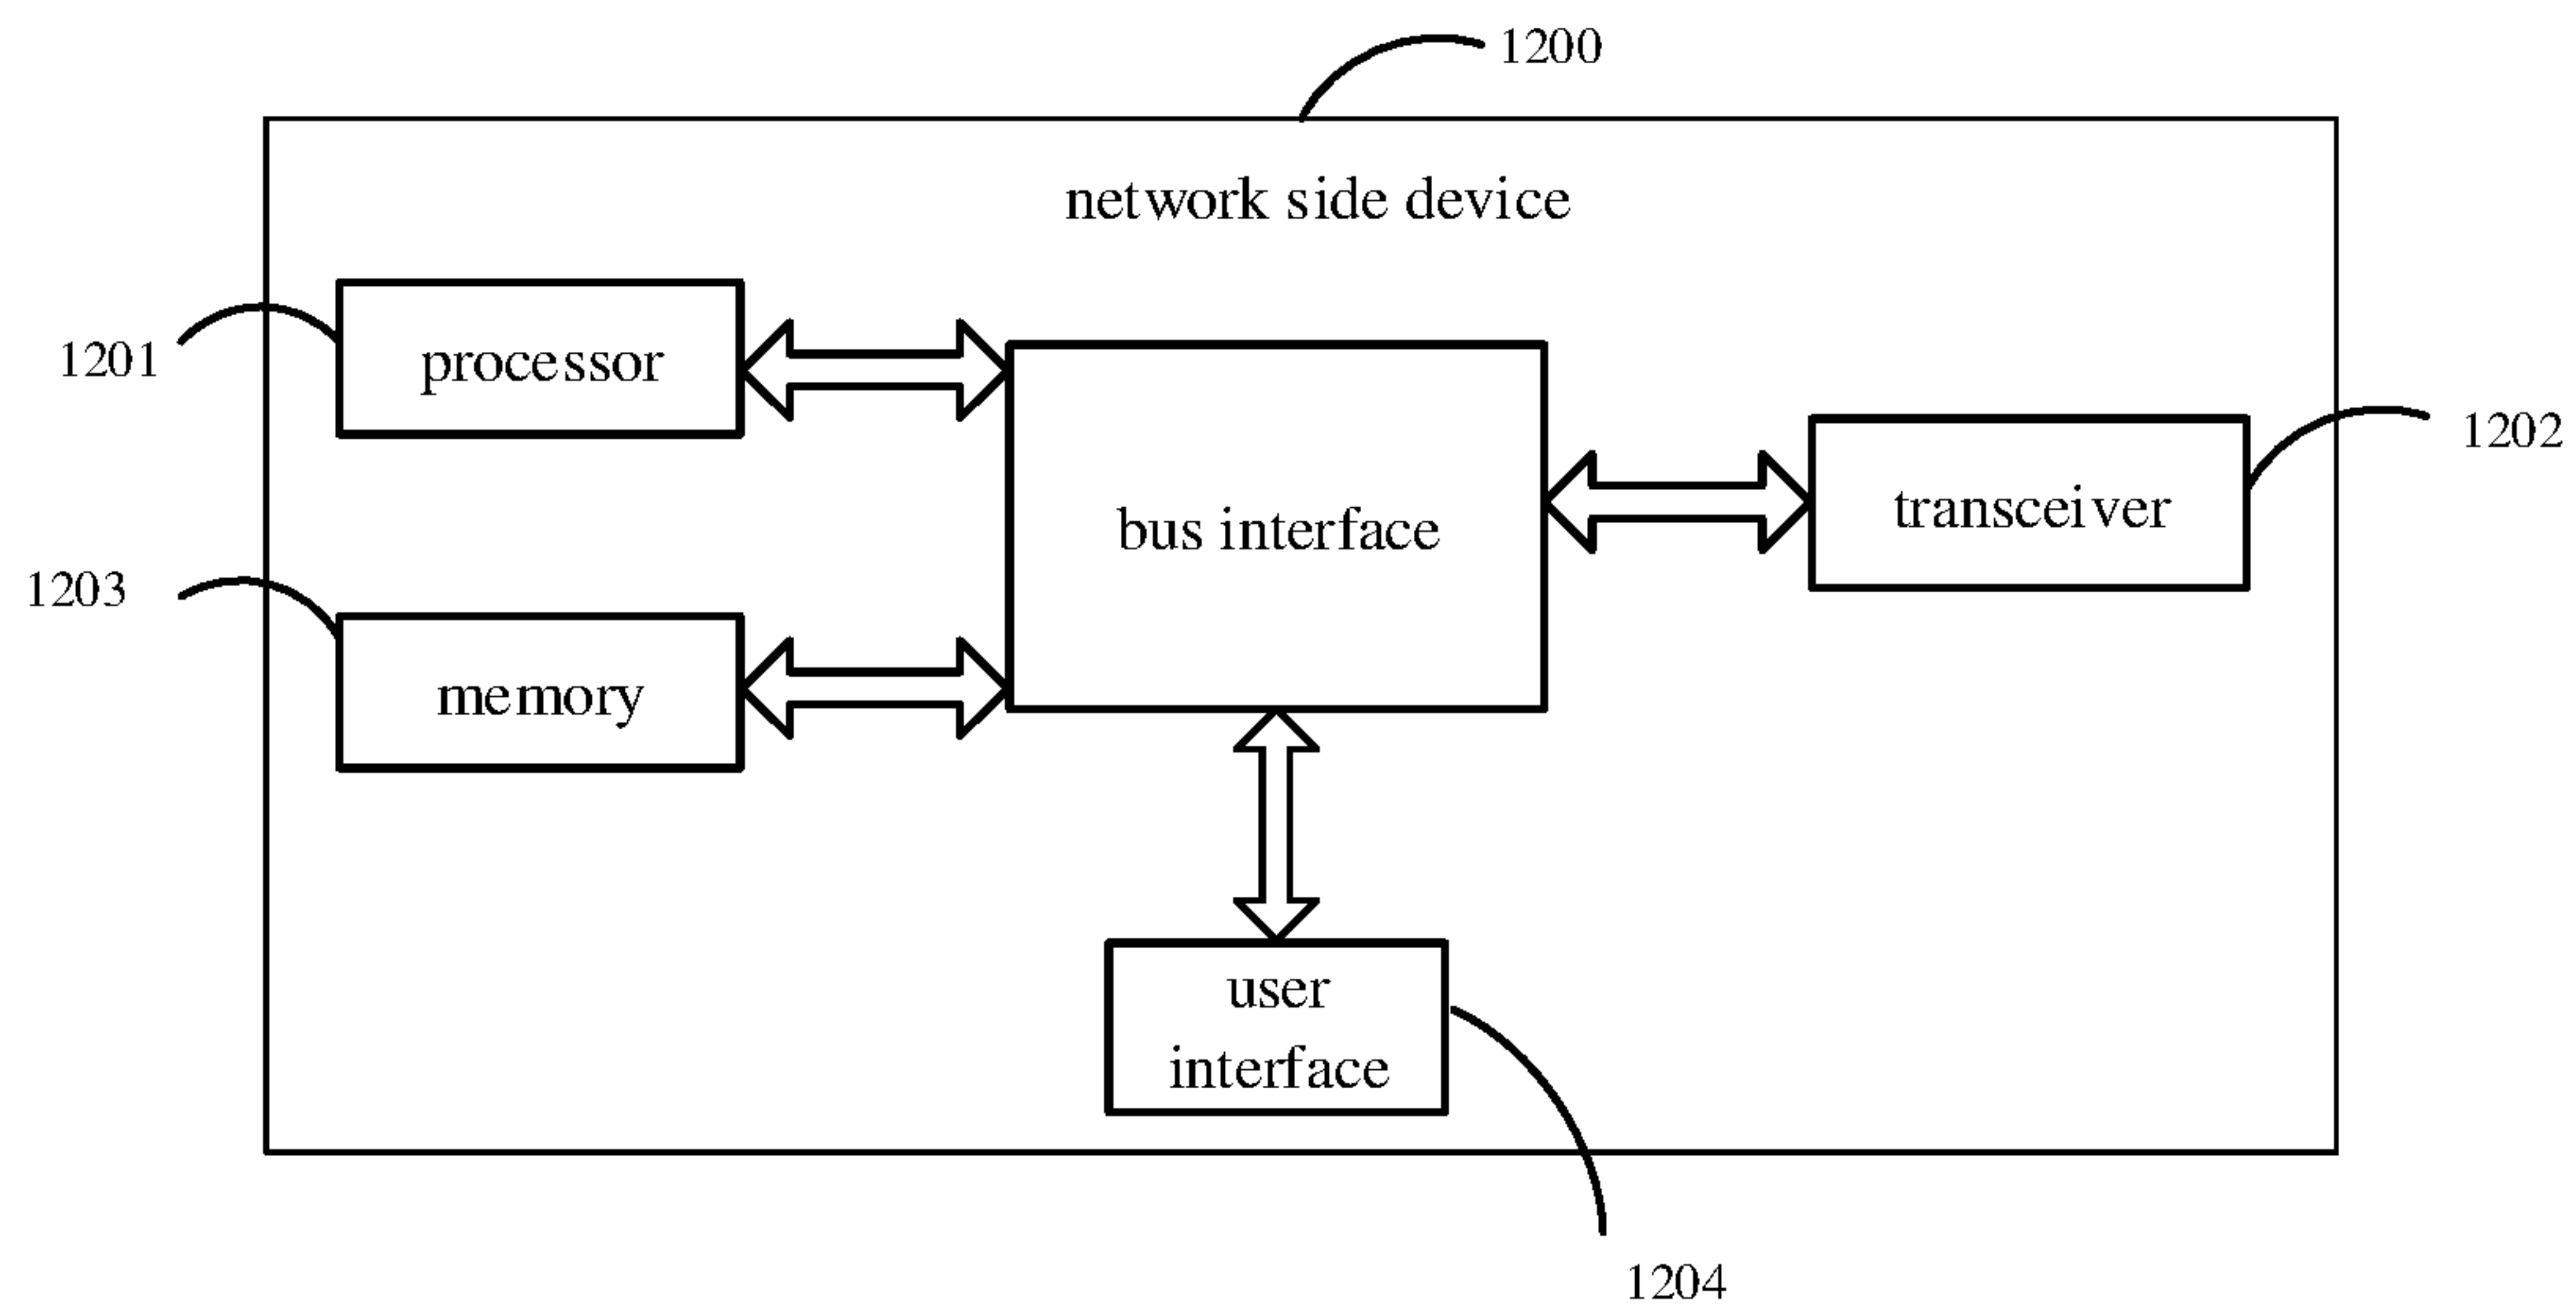 1200
network side device
1201
processor
bus interface
transceiver
1202
1203
memory
user
interface
1204